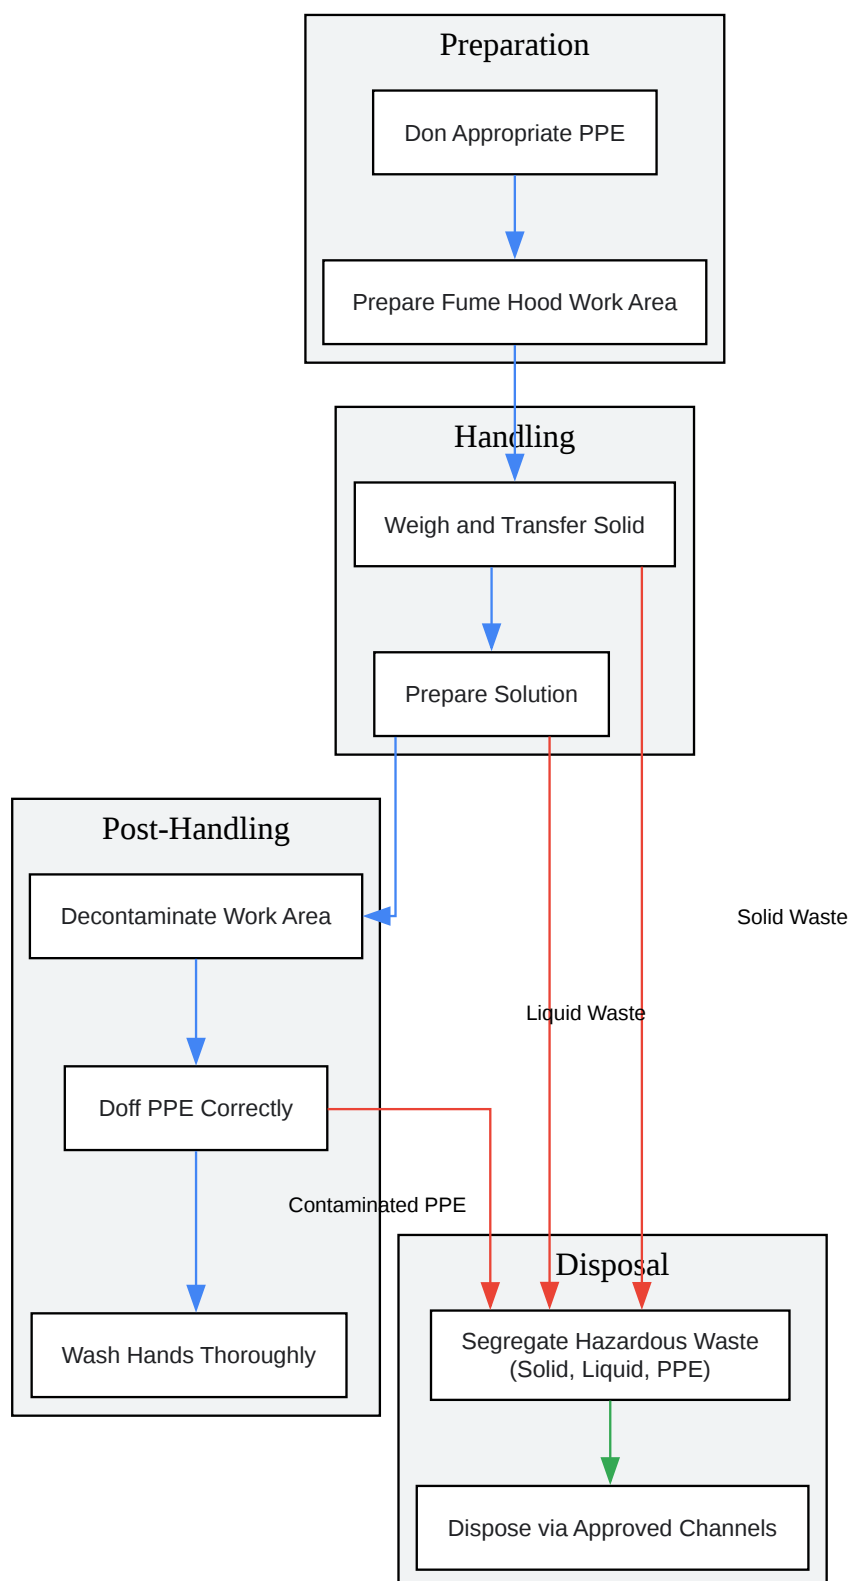 Preparation
Don Appropriate PPE
Prepare Fume Hood Work Area
Handling
Weigh and Transfer Solid
Prepare Solution
Post-Handling
Decontaminate Work Area
Solid Waste
Liquid Waste
Doff PPE Correctly
Contaminated PPE
Disposal
Segregate Hazardous Waste
(Solid, Liquid, PPE)
Wash Hands Thoroughly
Dispose via Approved Channels